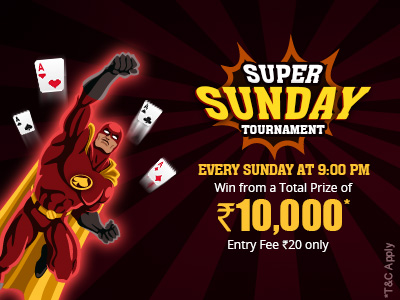 SUPER
SUNDAY
TOURNAMENT
EVERY SUNDAY AT 9:00 PM
Win from a Total Prize of
₹10,000*
Entry Fee ₹20 only
*T&C Apply
A
A
A
A